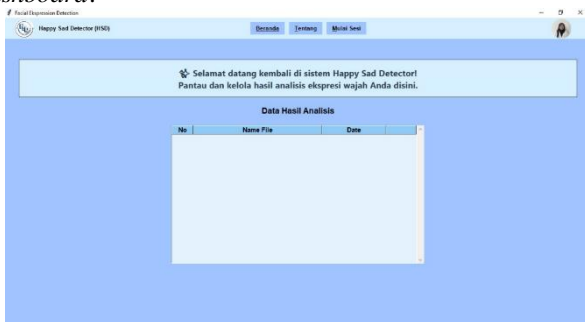 Facial Ekspression Detection
Happy Sad Detector (HSD) Beranda Tentang Mulai Sesi
Selamat datang kembali di sistem Happy Sad Detector!
Pantau dan kelola hasil analisis ekspresi wajah Anda disini.
Data Hasil Analisis
No Name File Date